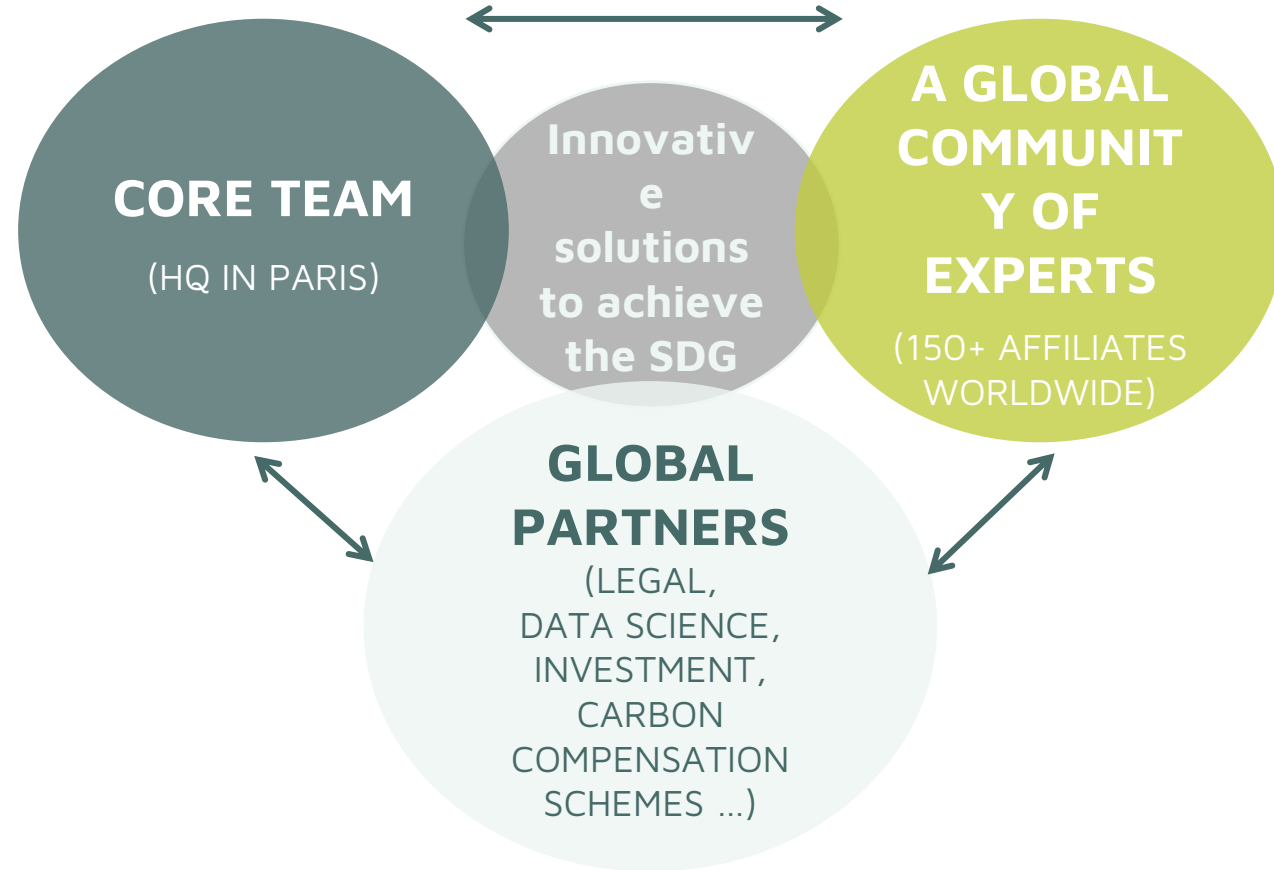 CORE TEAM
(HQ IN PARIS)
Innovativ
e
solutions
to achieve
the SDG
A GLOBAL
COMMUNIT
Y OF
EXPERTS
(150+ AFFILIATES
WORLDWIDE)
GLOBAL
PARTNERS
(LEGAL,
DATA SCIENCE,
INVESTMENT,
CARBON
COMPENSATION
SCHEMES …)